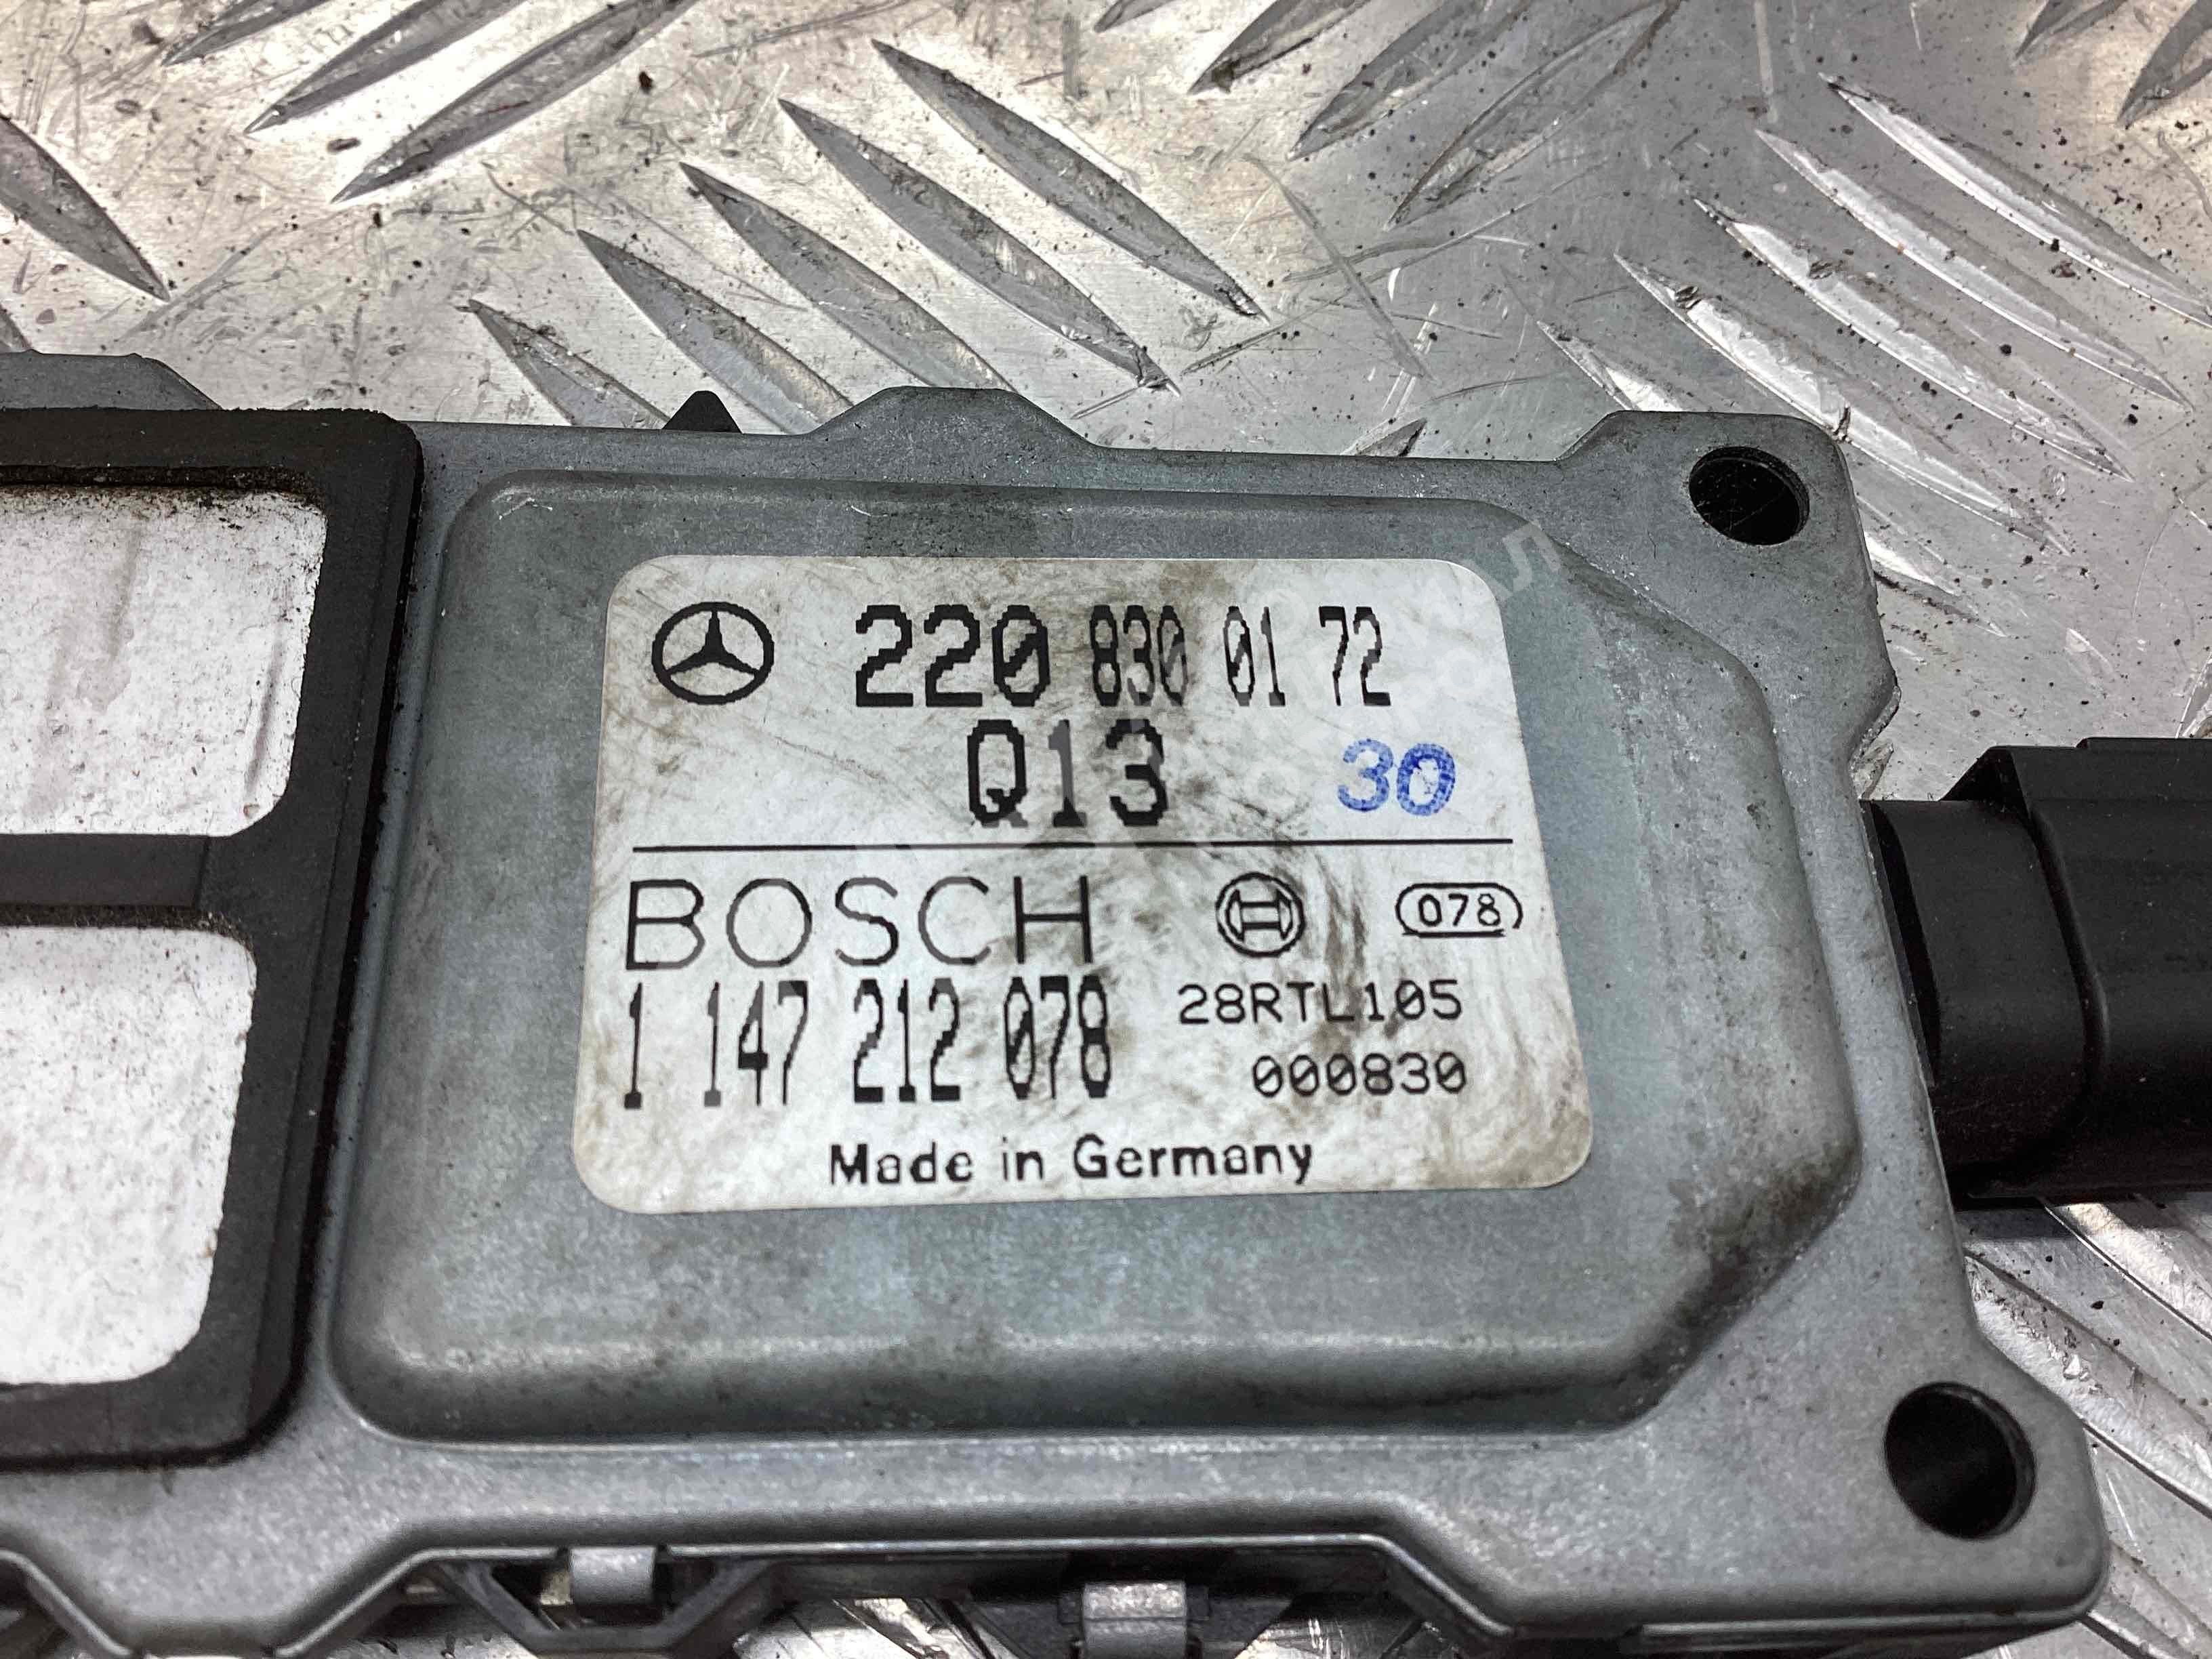 220 830 01 72
Q13 30
BOSCH 078
1 147 212 078 28RTL105
000830
Made in Germany